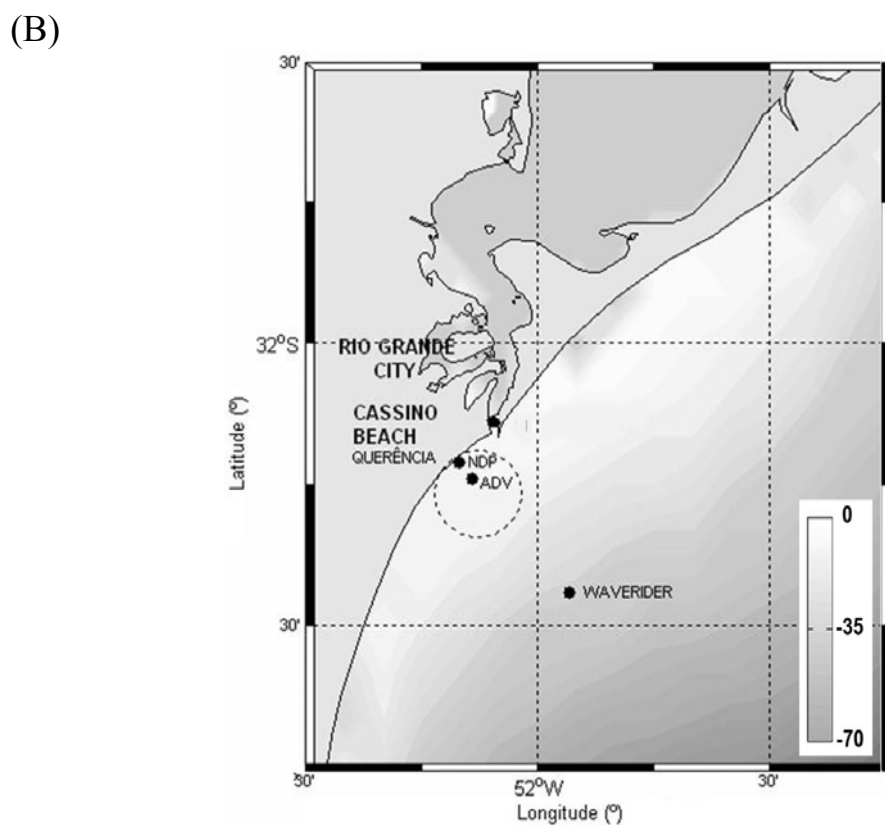 (B)
30'
32°S
30'
30'
52°W
30'
Latitude (º)
Longitude (º)
RIO GRANDE
CITY
CASSINO
BEACH
QUERÊNCIA
NDP
ADV
WAVERIDER
0
-35
-70